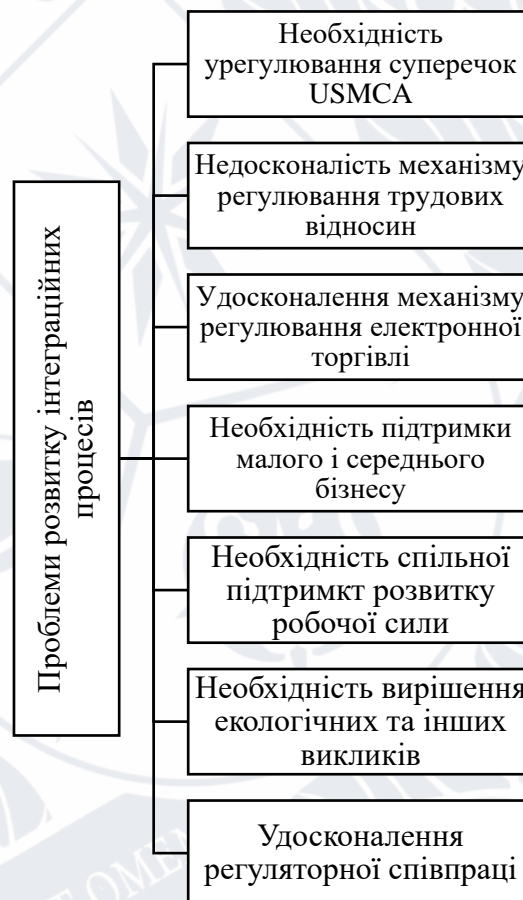 Проблеми розвитку інтеграційних
процесів
Необхідність
урегулювання суперечок
USMCA
Недосконалість механізму
регулювання трудових
відносин
Удосконалення механізму
регулювання електронної
торгівлі
Необхідність підтримки
малого і середнього
бізнесу
Необхідність спільної
підтримкт розвитку
робочої сили
Необхідність вирішення
екологічних та інших
викликів
Удосконалення
регуляторної співпраці